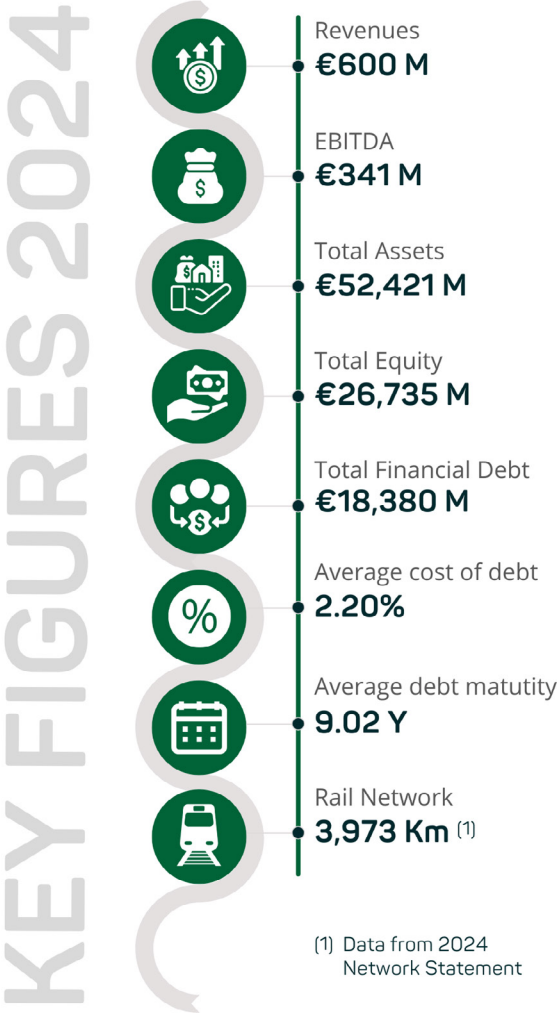 KEY FIGURES 2024
Revenues
€600 M
EBITDA
€341 M
Total Assets
€52,421 M
Total Equity
€26,735 M
Total Financial Debt
€18,380 M
Average cost of debt
2.20%
Average debt matutity
9.02 Y
Rail Network
3,973 Km (1)
(1) Data from 2024
Network Statement
$
$
$
$
%